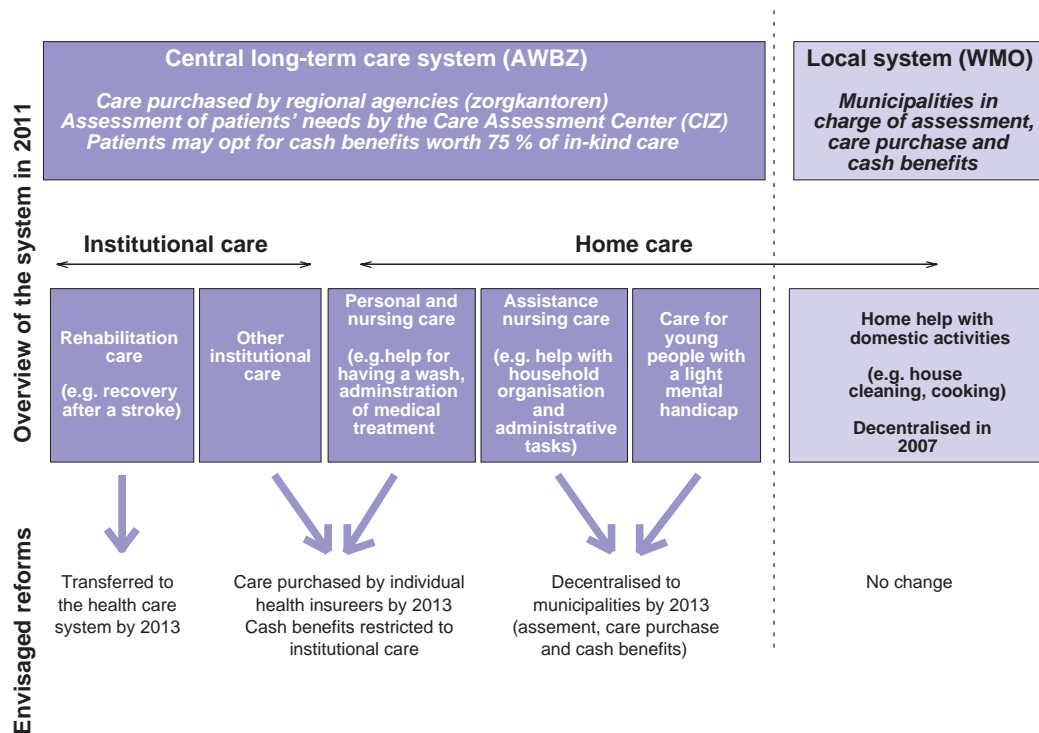 Overview of the system in 2011
Central long-term care system (AWBZ)
Care purchased by regional agencies (zorgkantoren)
Assessment of patients' needs by the Care Assessment Center (CIZ)
Patients may opt for cash benefits worth 75 % of in-kind care
Local system (WMO)
Municipalities in
charge of assessment,
care purchase and
cash benefits
Institutional care
Home care
Rehabilitation
care
(e.g. recovery
after a stroke)
Other
institutional
care
Personal and
nursing care
(e.g.help for
having a wash,
adminstration
of medical
treatment
Assistance
nursing care
(e.g. help with
household
organisation
and
administrative
tasks)
Care for
young
people with
a light
mental
handicap
Home help with
domestic activities
(e.g. house
cleaning, cooking)
Decentralised in
2007
Envisaged reforms
Transferred to
the health care
system by 2013
Care purchased by individual
health insureers by 2013
Cash benefits restricted to
institutional care
Decentralised to
municipalities by 2013
(assement, care purchase
and cash benefits)
No change